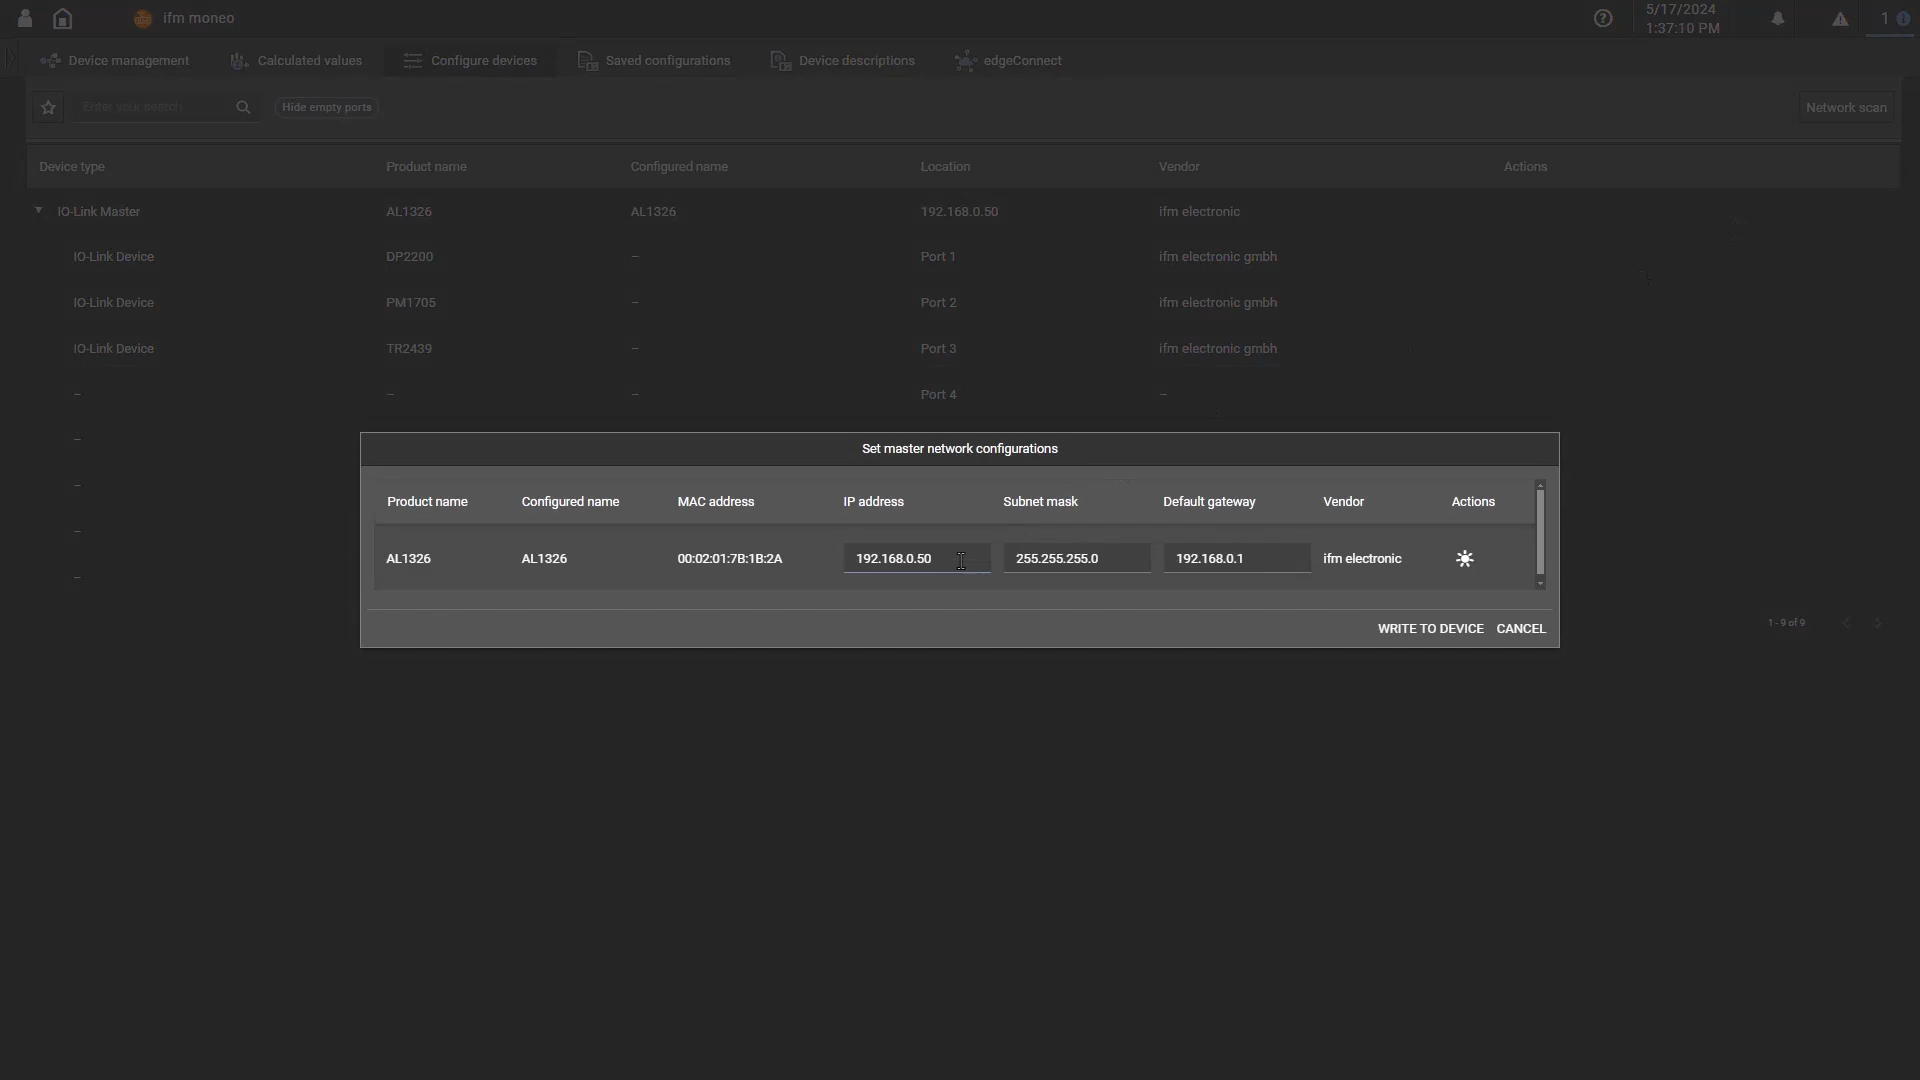 ifm moneo
5/17/2024
1:37:10 PM
1
Device management
Calculated values
Configure devices
Saved configurations
Device descriptions
edgeConnect
Enter your search
Hide empty ports
Network scan
Device type Product name Configured name Location Vendor Actions
IO-Link Master AL1326 AL1326 192.168.0.50 ifm electronic
IO-Link Device DP2200 – Port 1 ifm electronic gmbh
IO-Link Device PM1705 – Port 2 ifm electronic gmbh
IO-Link Device TR2439 – Port 3 ifm electronic gmbh
– – – Port 4 –
–
–
–
–
Set master network configurations
Product name Configured name MAC address IP address Subnet mask Default gateway Vendor Actions
AL1326 AL1326 00:02:01:7B:1B:2A 192.168.0.50 255.255.255.0 192.168.0.1 ifm electronic
WRITE TO DEVICE CANCEL
1 - 9 of 9